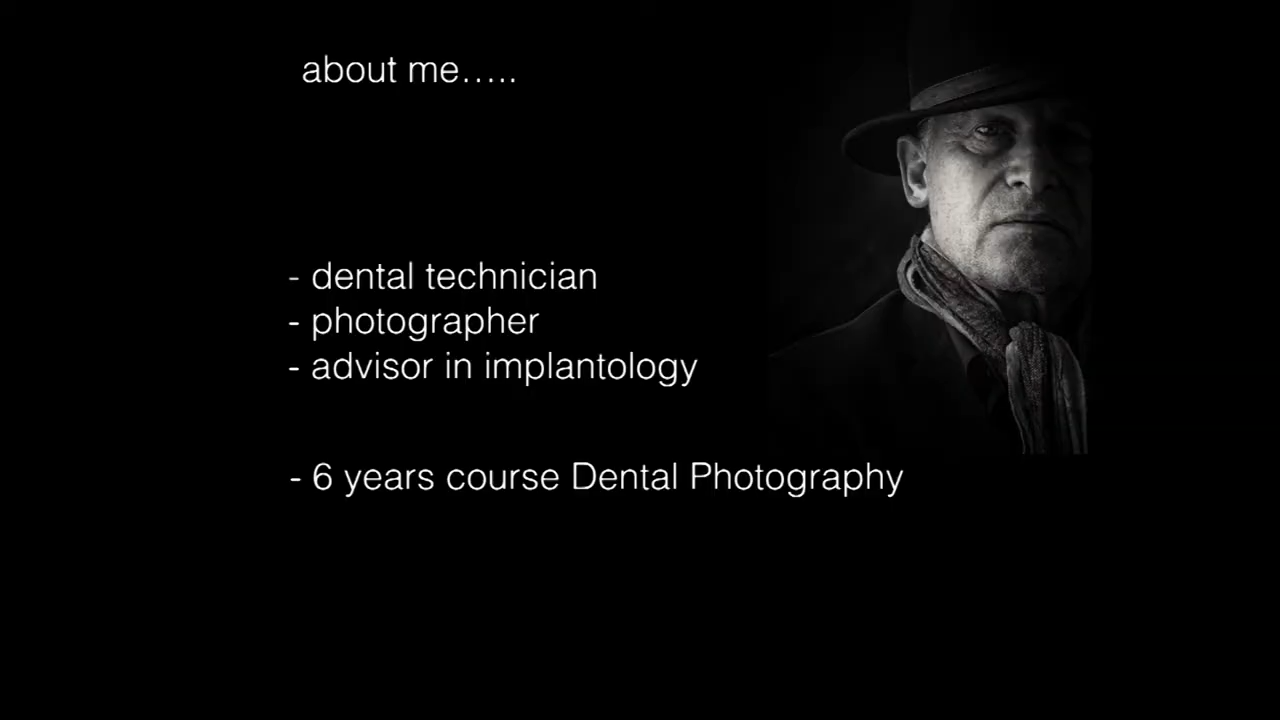 about me…..
- dental technician
- photographer
- advisor in implantology
- 6 years course Dental Photography